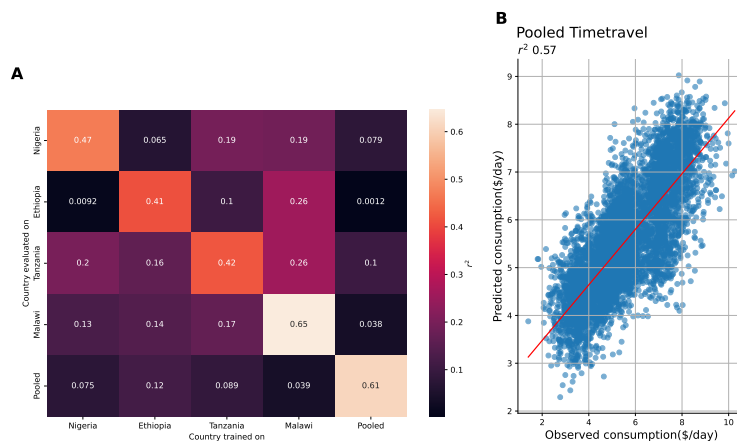 A
Country evaluated on
Nigeria 0.47 0.065 0.19 0.19 0.079
Ethiopia 0.0092 0.41 0.1 0.26 0.0012
Tanzania 0.2 0.16 0.42 0.26 0.1
Malawi 0.13 0.14 0.17 0.65 0.038
Pooled 0.075 0.12 0.089 0.039 0.61
Nigeria Ethiopia Tanzania Malawi Pooled
Country trained on
0.6
0.5
0.4
0.3
0.2
0.1
r²
B
Pooled Timetravel
r² 0.57
Predicted consumption($/day)
9
8
7
6
5
4
3
2
2 4 6 8 10
Observed consumption($/day)